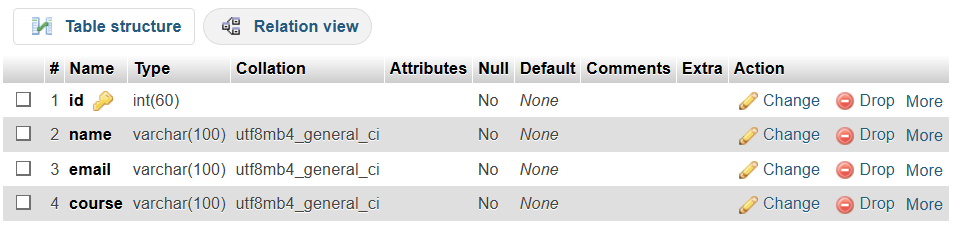 Table structure Relation view
# Name Type Collation Attributes Null Default Comments Extra Action
1 id int(60) No None Change Drop More
2 name varchar(100) utf8mb4_general_ci No None Change Drop More
3 email varchar(100) utf8mb4_general_ci No None Change Drop More
4 course varchar(100) utf8mb4_general_ci No None Change Drop More